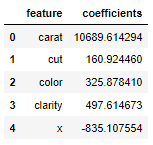 feature coefficients
0 carat 10689.614294
1 cut 160.924460
2 color 325.878410
3 clarity 497.614673
4 x -835.107554